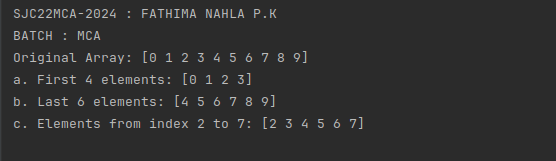 SJC22MCA-2024 : FATHIMA NAHLA P.K
BATCH : MCA
Original Array: [0 1 2 3 4 5 6 7 8 9]
a. First 4 elements: [0 1 2 3]
b. Last 6 elements: [4 5 6 7 8 9]
c. Elements from index 2 to 7: [2 3 4 5 6 7]